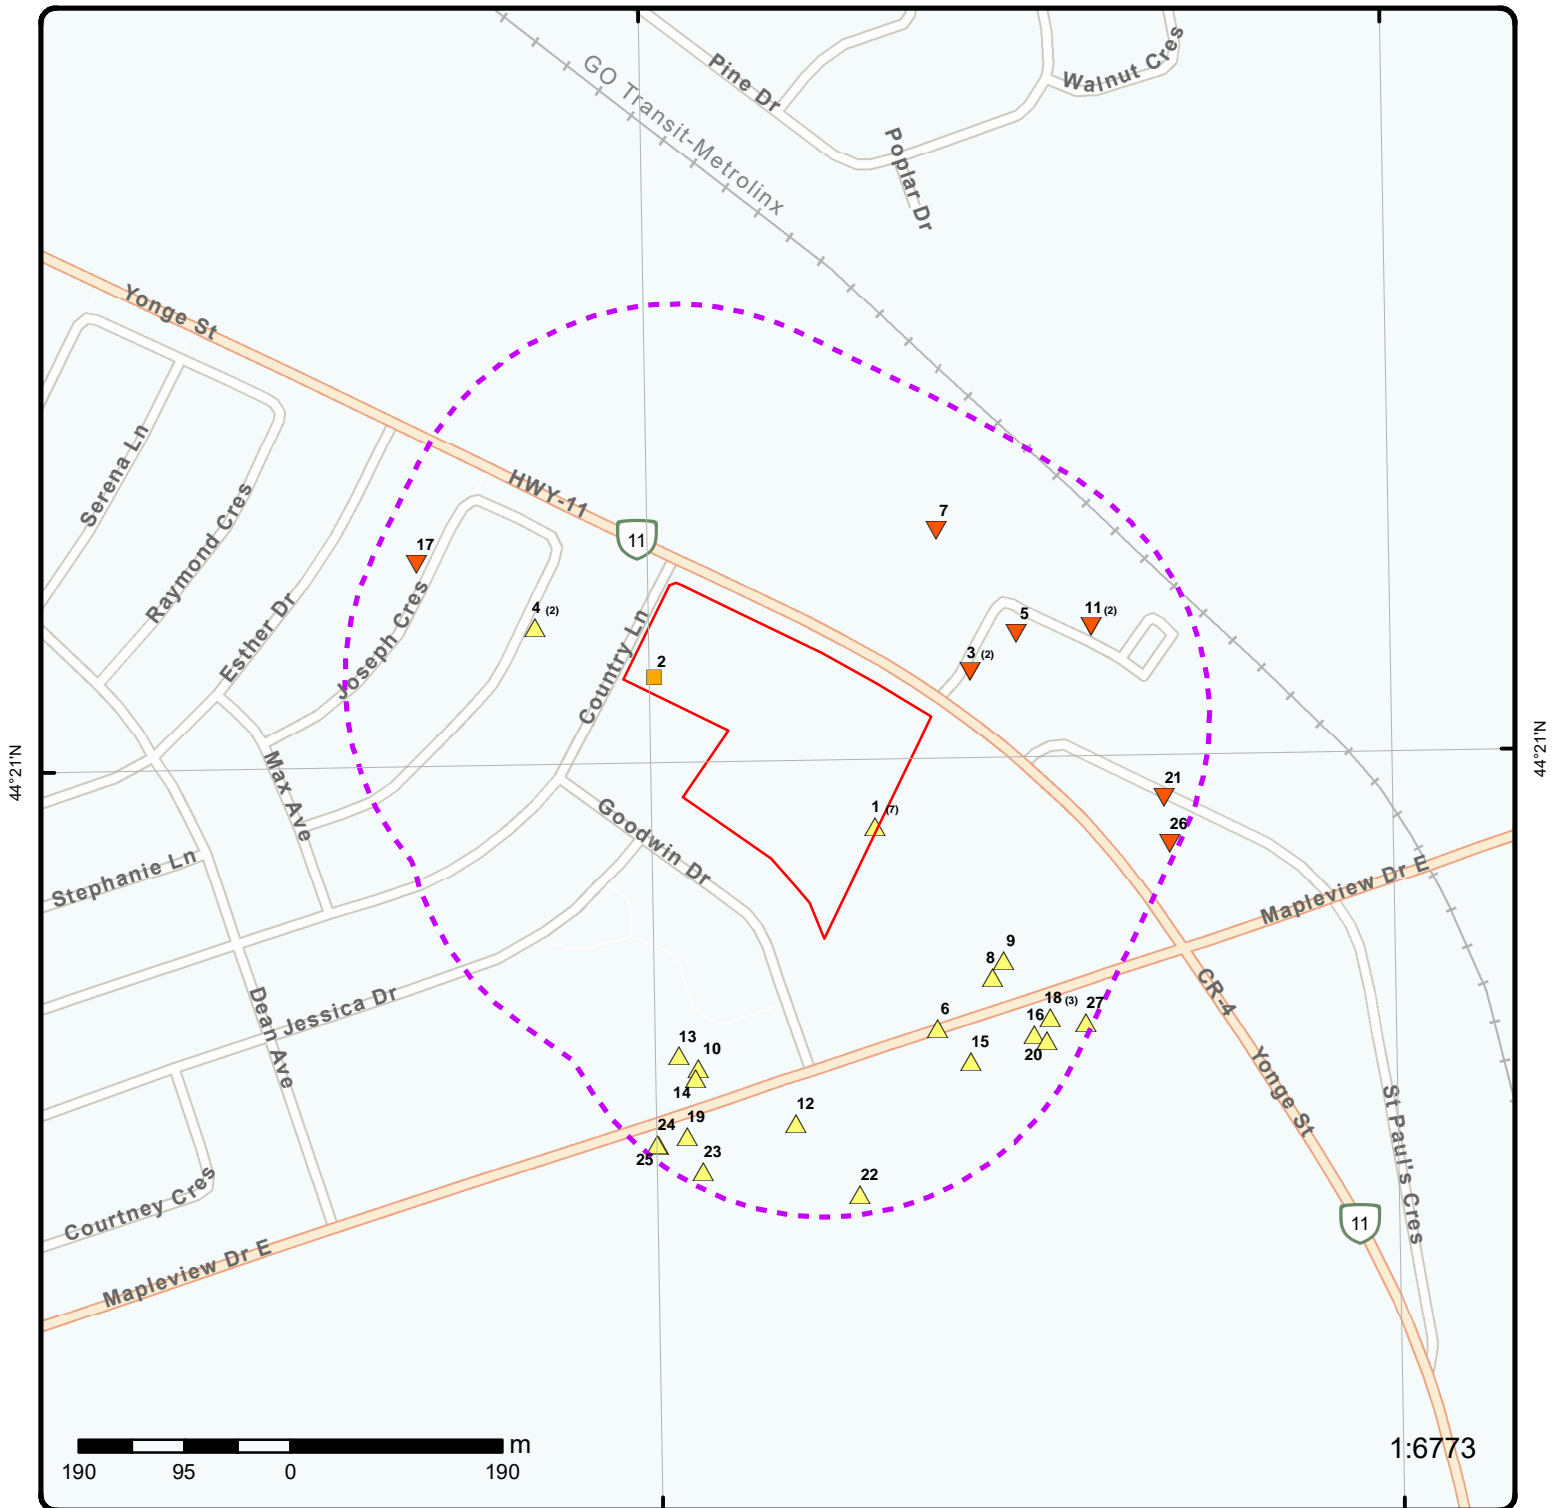 Pine Dr
Walnut Cres
GO Transit-Metrolinx
Poplar Dr
Yonge St
HWY-11
11
7
17
Serena Ln
Raymond Cres
Esther Dr
Joseph Cres
4 (2)
Country Ln
2
5
11 (2)
3 (2)
44°21'N
44°21'N
Max Ave
Goodwin Dr
1 (7)
21
26
Stephanie Ln
Mapleview Dr E
9
8
CR-4
Dean Ave
Jessica Dr
18 (3)
27
6
16
20
15
13
10
14
12
Yonge St
St Paul's Cres
24
19
25
23
22
Courtney Cres
11
Mapleview Dr E
m
190
95
0
190
1:6773